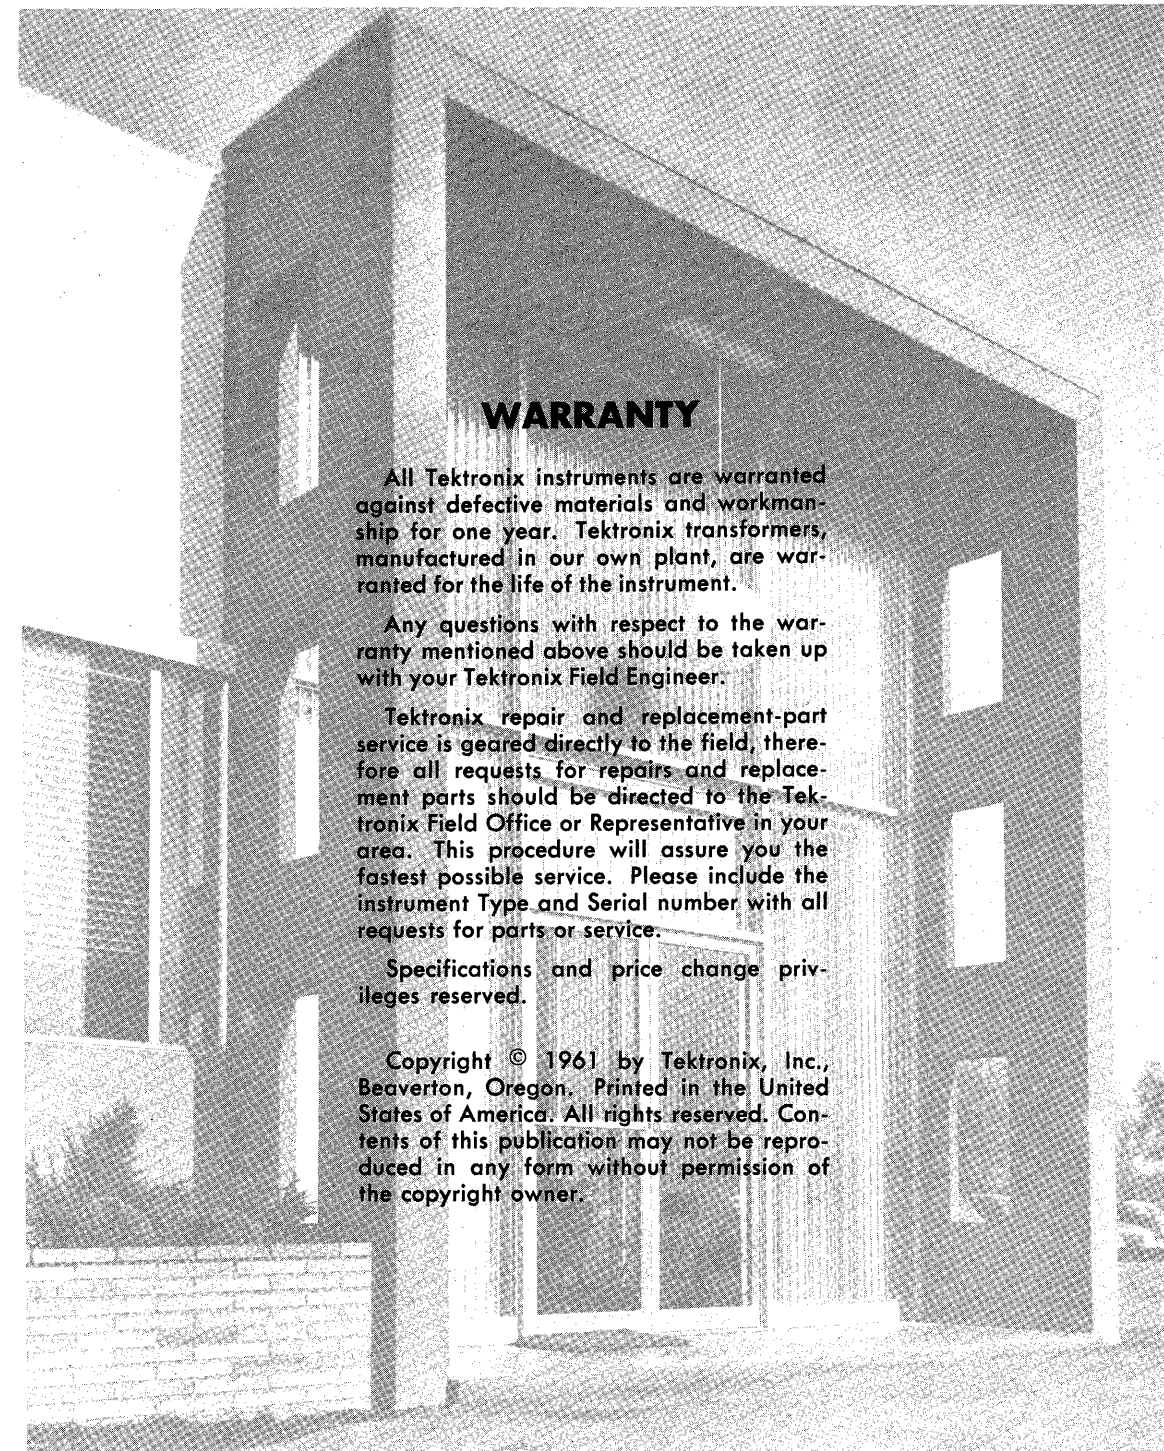 WARRANTY
All Tektronix instruments are warranted
against defective materials and workman-
ship for one year. Tektronix transformers,
manufactured in our own plant, are war-
ranted for the life of the instrument.
Any questions with respect to the war-
ranty mentioned above should be taken up
with your Tektronix Field Engineer.
Tektronix repair and replacement-part
service is geared directly to the field, there-
fore all requests for repairs and replace-
ment parts should be directed to the Tek-
tronix Field Office or Representative in your
area. This procedure will assure you the
fastest possible service. Please include the
instrument Type and Serial number with all
requests for parts or service.
Specifications and price change priv-
ileges reserved.
Copyright © 1961 by Tektronix, Inc.,
Beaverton, Oregon. Printed in the United
States of America. All rights reserved. Con-
tents of this publication may not be repro-
duced in any form without permission of
the copyright owner.